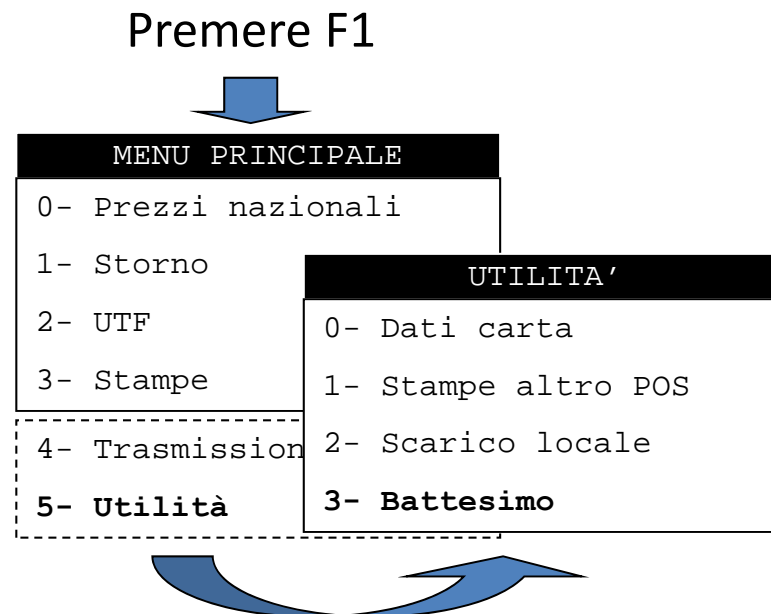 Premere F1
MENU PRINCIPALE
0- Prezzi nazionali
1- Storno
2- UTF
3- Stampe
4- Trasmission
5- Utilità
UTILITA’
0- Dati carta
1- Stampe altro POS
2- Scarico locale
3- Battesimo